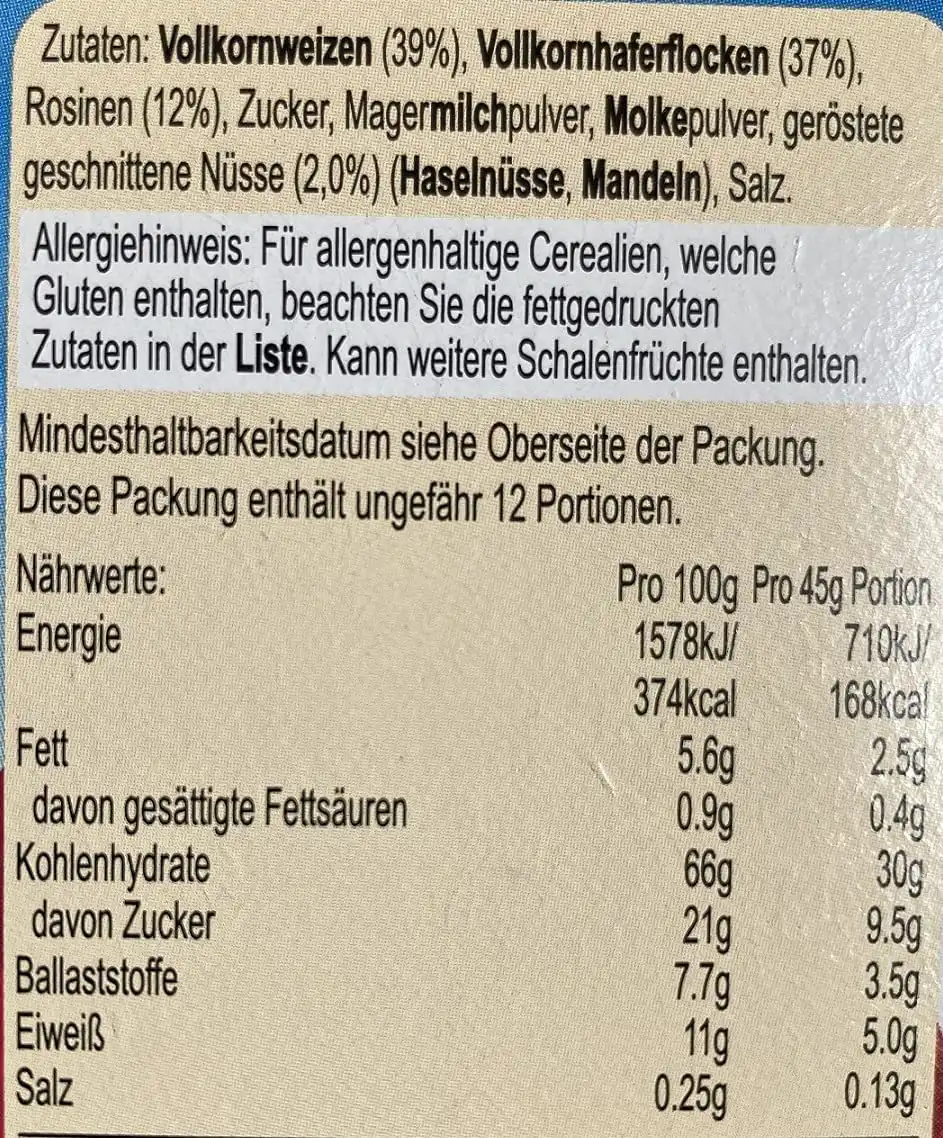 Zutaten: Vollkornweizen (39%), Vollkornhaferflocken (37%),
Rosinen (12%), Zucker, Magermilchpulver, Molkepulver, geröstete
geschnittene Nüsse (2,0%) (Haselnüsse, Mandeln), Salz.
Allergiehinweis: Für allergenhaltige Cerealien, welche
Gluten enthalten, beachten Sie die fettgedruckten
Zutaten in der Liste. Kann weitere Schalenfrüchte enthalten.
Mindesthaltbarkeitsdatum siehe Oberseite der Packung.
Diese Packung enthält ungefähr 12 Portionen.
Nährwerte: Pro 100g Pro 45g Portion
Energie 1578kJ/ 710kJ/
374kcal 168kcal
Fett 5.6g 2.5g
davon gesättigte Fettsäuren 0.9g 0.4g
Kohlenhydrate 66g 30g
davon Zucker 21g 9.5g
Ballaststoffe 7.7g 3.5g
Eiweiß 11g 5.0g
Salz 0.25g 0.13g